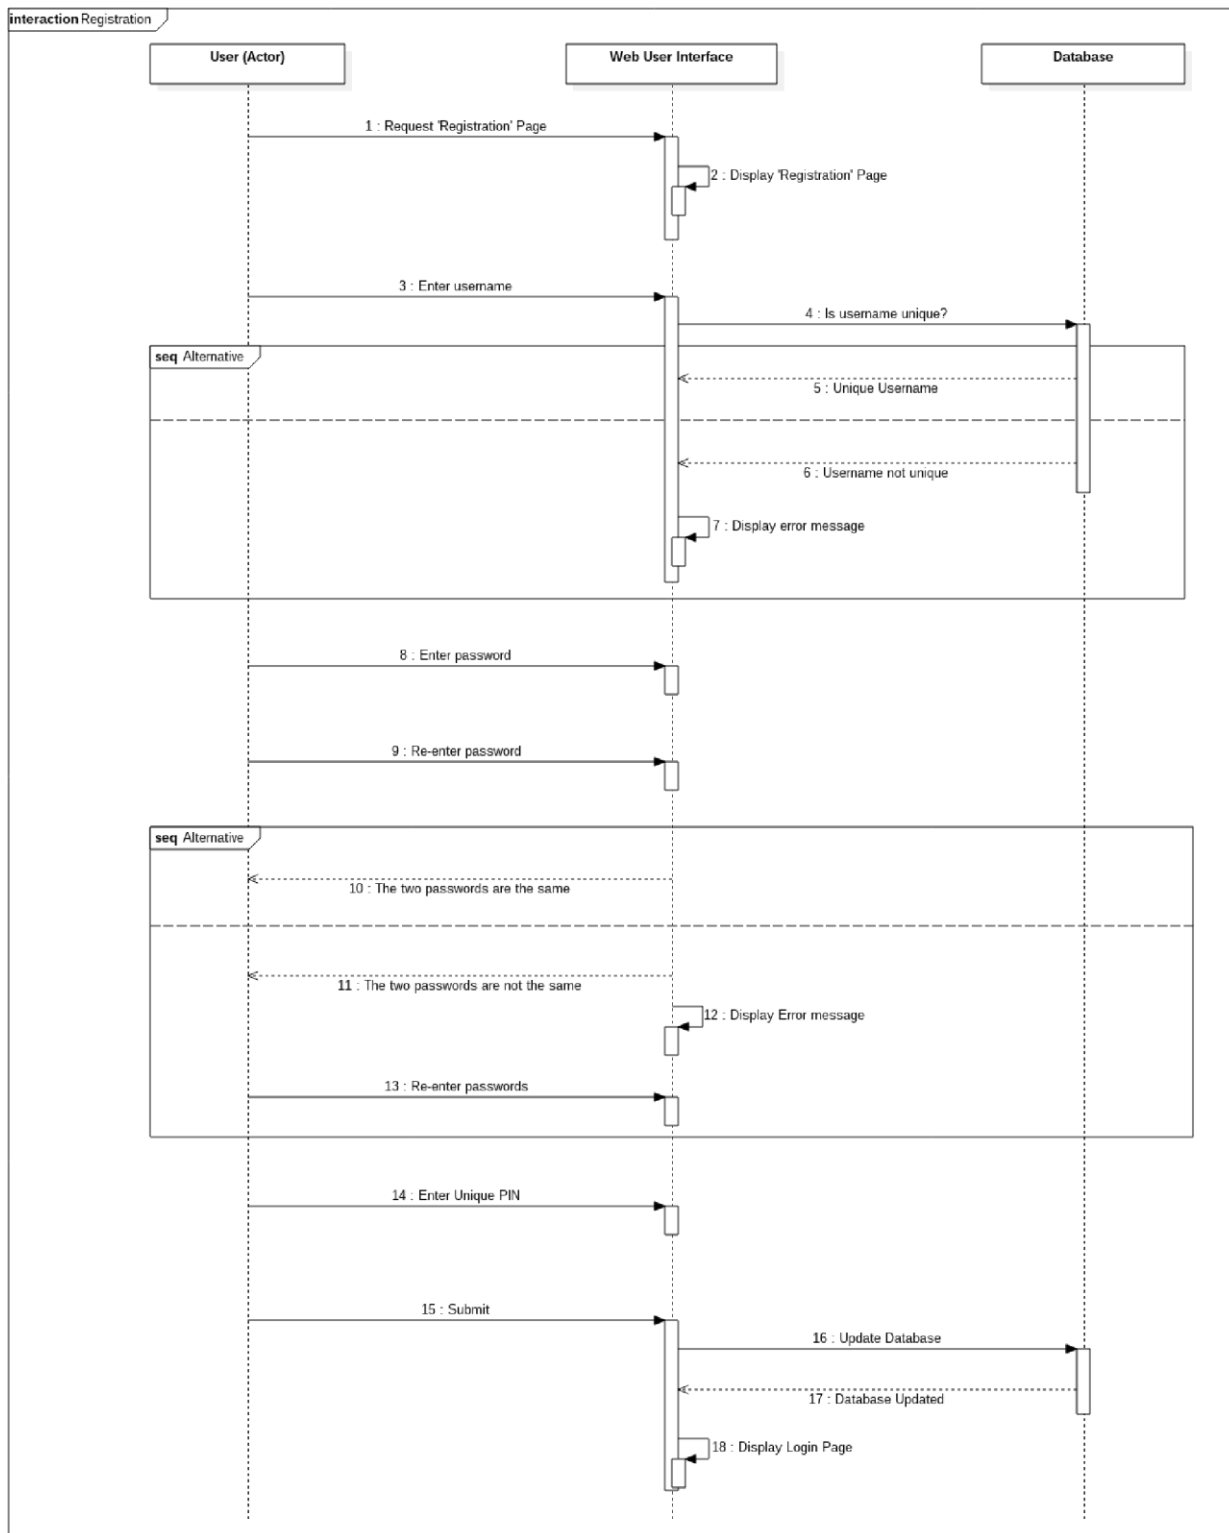 interaction Registration
User (Actor)
Web User Interface
Database
1 : Request 'Registration' Page
2 : Display 'Registration' Page
3 : Enter username
4 : Is username unique?
seq Alternative
5 : Unique Username
6 : Username not unique
7 : Display error message
8 : Enter password
9 : Re-enter password
seq Alternative
10 : The two passwords are the same
11 : The two passwords are not the same
12 : Display Error message
13 : Re-enter passwords
14 : Enter Unique PIN
15 : Submit
16 : Update Database
17 : Database Updated
18 : Display Login Page